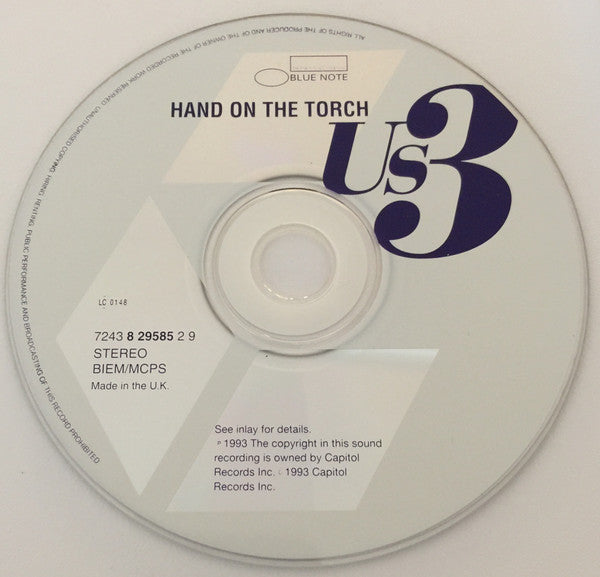 ALL RIGHTS OF THE PRODUCER AND OF THE OWNER OF THE RECORDED WORK RESERVED. UNAUTHORISED COPYING, HIRING, RENTING, PUBLIC PERFORMANCE AND BROADCASTING OF THIS RECORD PROHIBITED
BLUE NOTE
HAND ON THE TORCH
Us3
LC 0148
7243 8 29585 2 9
STEREO
BIEM/MCPS
Made in the U.K.
See inlay for details.
℗ 1993 The copyright in this sound
recording is owned by Capitol
Records Inc. © 1993 Capitol
Records Inc.